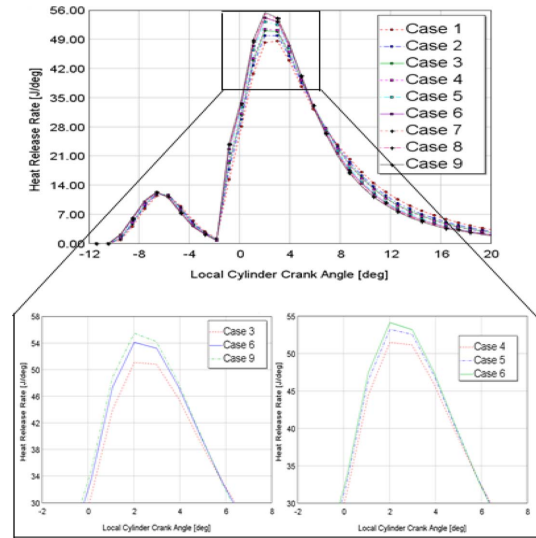 56.00
49.00
42.00
35.00
28.00
21.00
14.00
7.00
0.00
Heat Release Rate [J/deg]
-12 -8 -4 0 4 8 12 16 20
Local Cylinder Crank Angle [deg]
Case 1
Case 2
Case 3
Case 4
Case 5
Case 6
Case 7
Case 8
Case 9
58
54
50
46
42
38
34
30
Heat Release Rate [J/deg]
-2 0 2 4 6 8
Local Cylinder Crank Angle [deg]
Case 3
Case 6
Case 9
55
50
45
40
35
30
Heat Release Rate [J/deg]
-2 0 2 4 6 8
Local Cylinder Crank Angle [deg]
Case 4
Case 5
Case 6